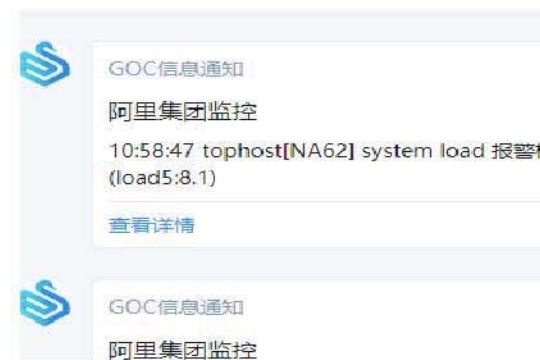 GOC信息通知
阿里集团监控
10:58:47 tophost[NA62] system load 报警
(load5:8.1)
查看详情
GOC信息通知
阿里集团监控